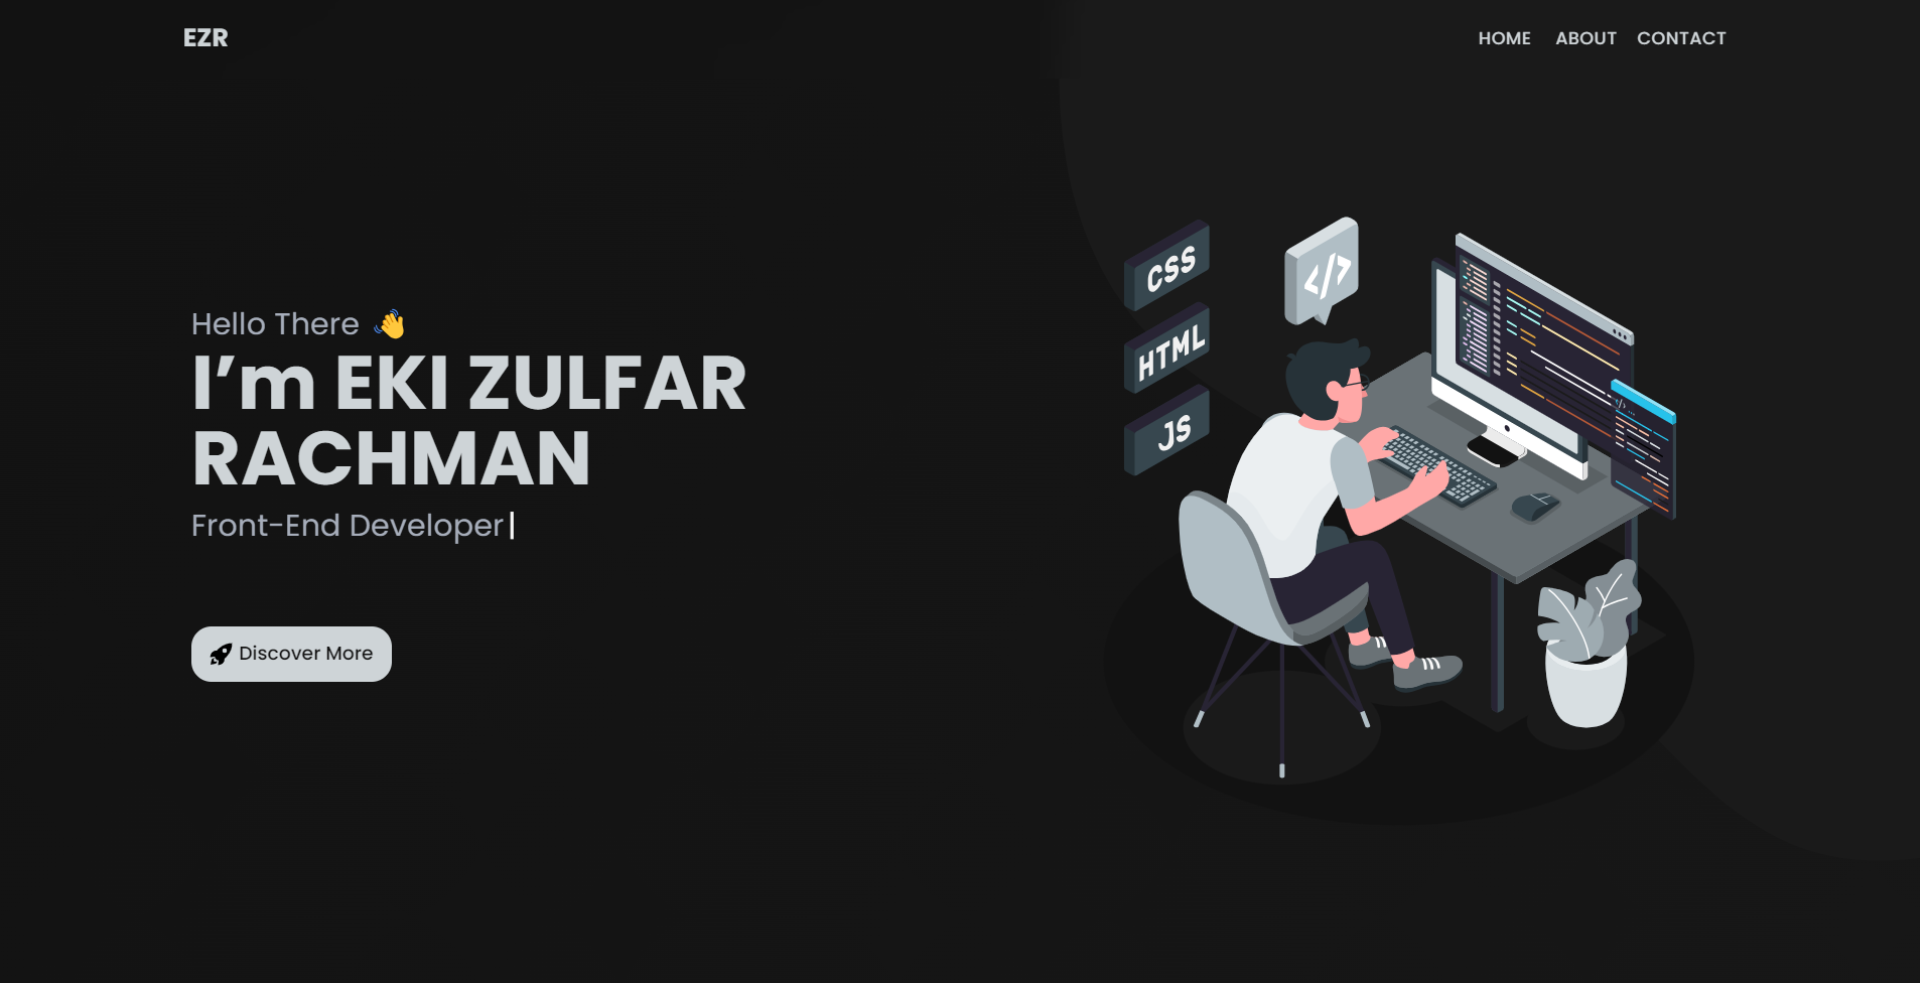 EZR
HOME ABOUT CONTACT
Hello There 👋
I’m EKI ZULFAR
RACHMAN
Front-End Developer|
Discover More
CSS
HTML
JS
</>